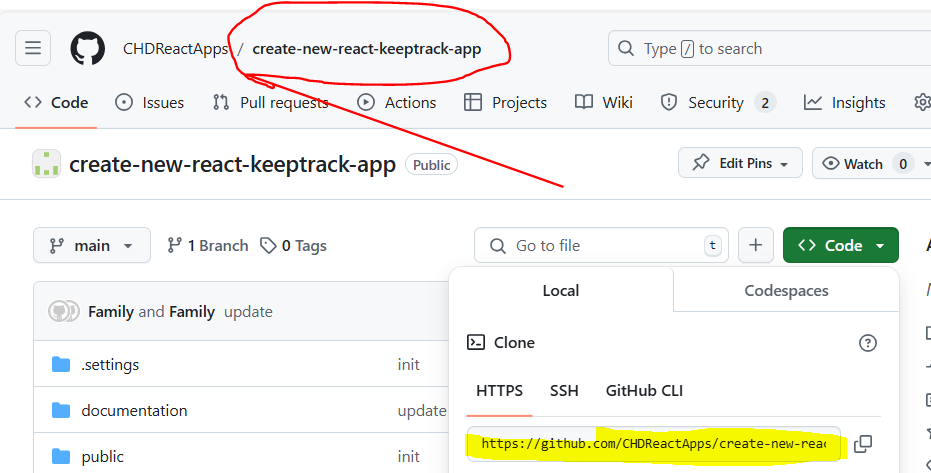 CHDReactApps / create-new-react-keeptrack-app Type / to search
Code Issues Pull requests Actions Projects Wiki Security 2 Insights
create-new-react-keeptrack-app Public Edit Pins Watch 0
main 1 Branch 0 Tags Go to file t Code
Local Codespaces
Family and Family update
Clone
.settings init
HTTPS SSH GitHub CLI
documentation update
https://github.com/CHDReactApps/create-new-reac
public init